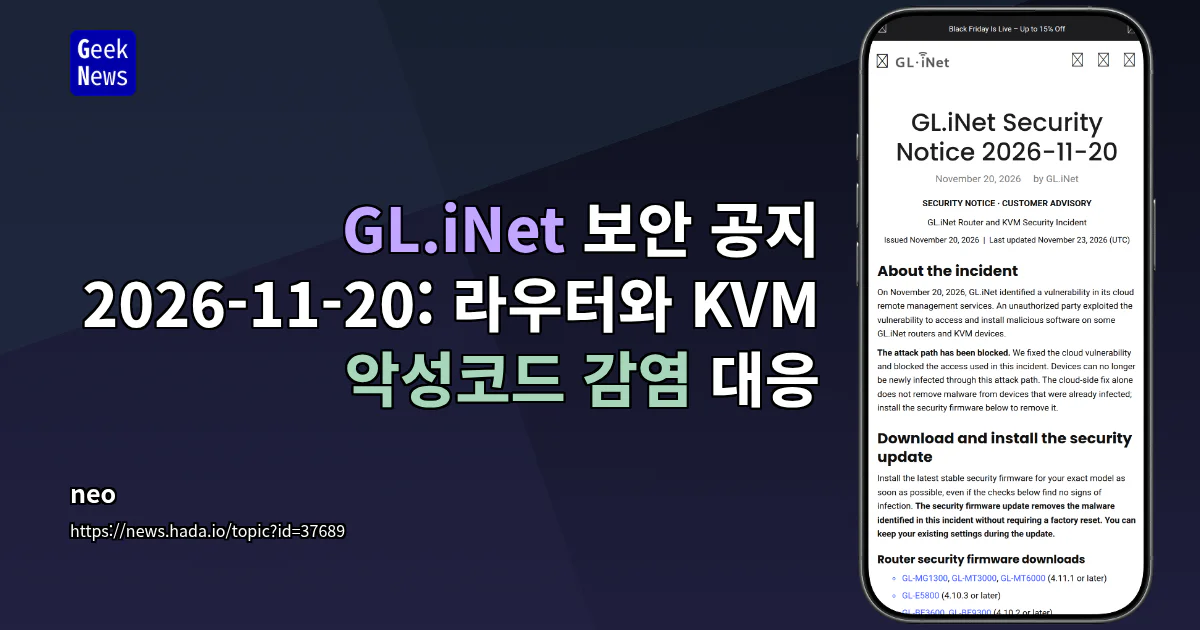 Geek
News
GL.iNet 보안 공지
2026-11-20: 라우터와 KVM
악성코드 감염 대응
neo
https://news.hada.io/topic?id=37689
Black Friday Is Live – Up to 15% Off
GL·iNet
GL.iNet Security
Notice 2026-11-20
November 20, 2026 by GL.iNet
SECURITY NOTICE · CUSTOMER ADVISORY
GL.iNet Router and KVM Security Incident
Issued November 20, 2026 | Last updated November 23, 2026 (UTC)
About the incident
On November 20, 2026, GL.iNet identified a vulnerability in its cloud
remote management services. An unauthorized party exploited the
vulnerability to access and install malicious software on some
GL.iNet routers and KVM devices.
The attack path has been blocked. We fixed the cloud vulnerability
and blocked the access used in this incident. Devices can no longer
be newly infected through this attack path. The cloud-side fix alone
does not remove malware from devices that were already infected;
install the security firmware below to remove it.
Download and install the security
update
Install the latest stable security firmware for your exact model as
soon as possible, even if the checks below find no signs of
infection. The security firmware update removes the malware
identified in this incident without requiring a factory reset. You can
keep your existing settings during the update.
Router security firmware downloads
GL-MG1300, GL-MT3000, GL-MT6000 (4.11.1 or later)
GL-E5800 (4.10.3 or later)
GL-BE3600, GL-BE9300 (4.10.2 or later)